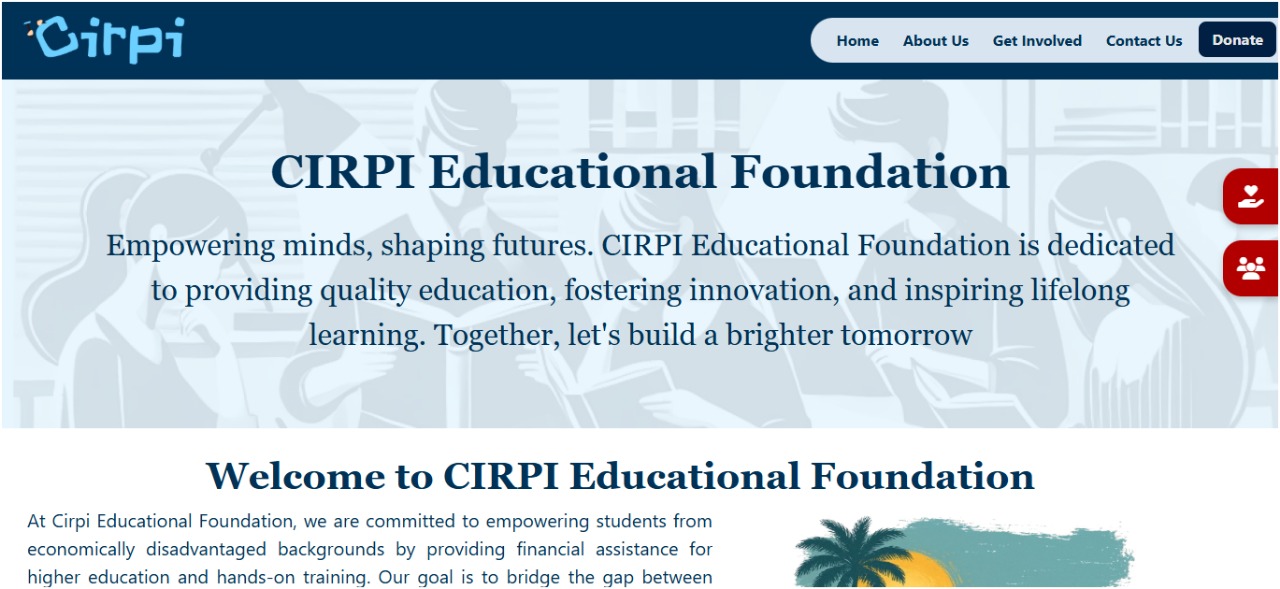 Cirpi
Home About Us Get Involved Contact Us Donate
CIRPI Educational Foundation
Empowering minds, shaping futures. CIRPI Educational Foundation is dedicated
to providing quality education, fostering innovation, and inspiring lifelong
learning. Together, let's build a brighter tomorrow
Welcome to CIRPI Educational Foundation
At Cirpi Educational Foundation, we are committed to empowering students from
economically disadvantaged backgrounds by providing financial assistance for
higher education and hands-on training. Our goal is to bridge the gap between